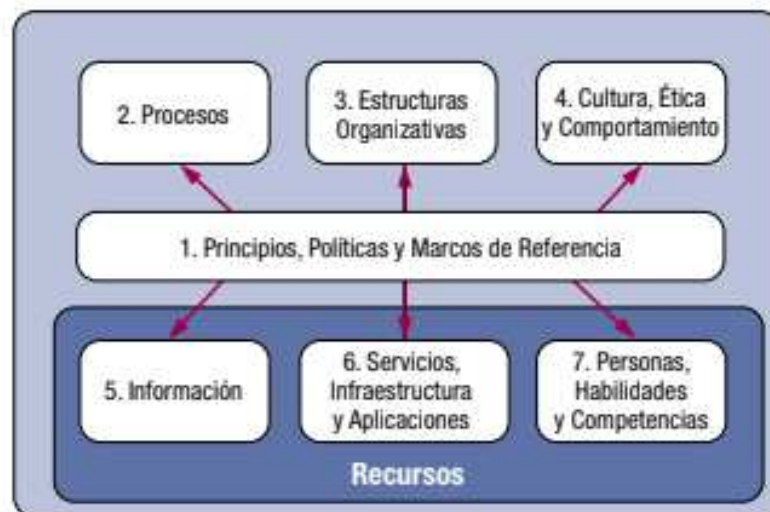 2. Procesos
3. Estructuras
Organizativas
4. Cultura, Ética
y Comportamiento
1. Principios, Políticas y Marcos de Referencia
5. Información
6. Servicios,
Infraestructura
y Aplicaciones
7. Personas,
Habilidades
y Competencias
Recursos